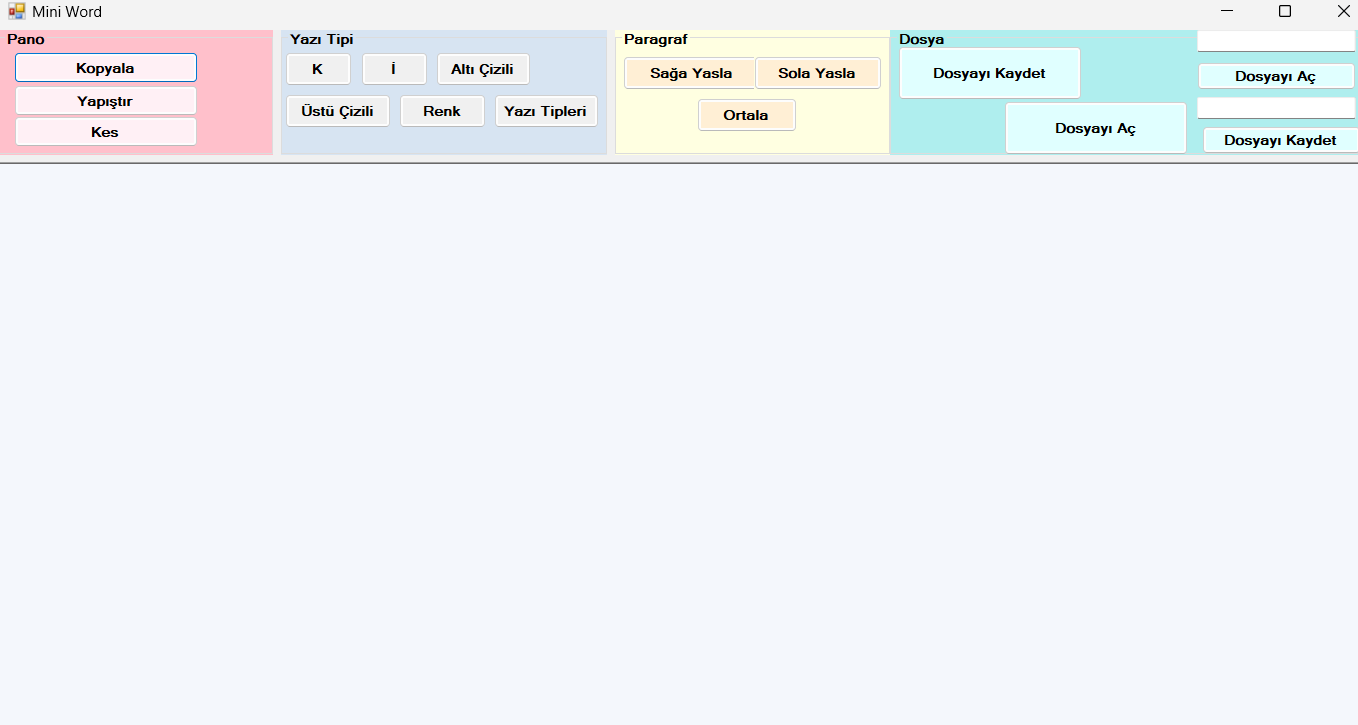 Mini Word
Pano
Kopyala
Yapıştır
Kes
Yazı Tipi
K
İ
Altı Çizili
Üstü Çizili
Renk
Yazı Tipleri
Paragraf
Sağa Yasla
Sola Yasla
Ortala
Dosya
Dosyayı Kaydet
Dosyayı Aç
Dosyayı Aç
Dosyayı Kaydet